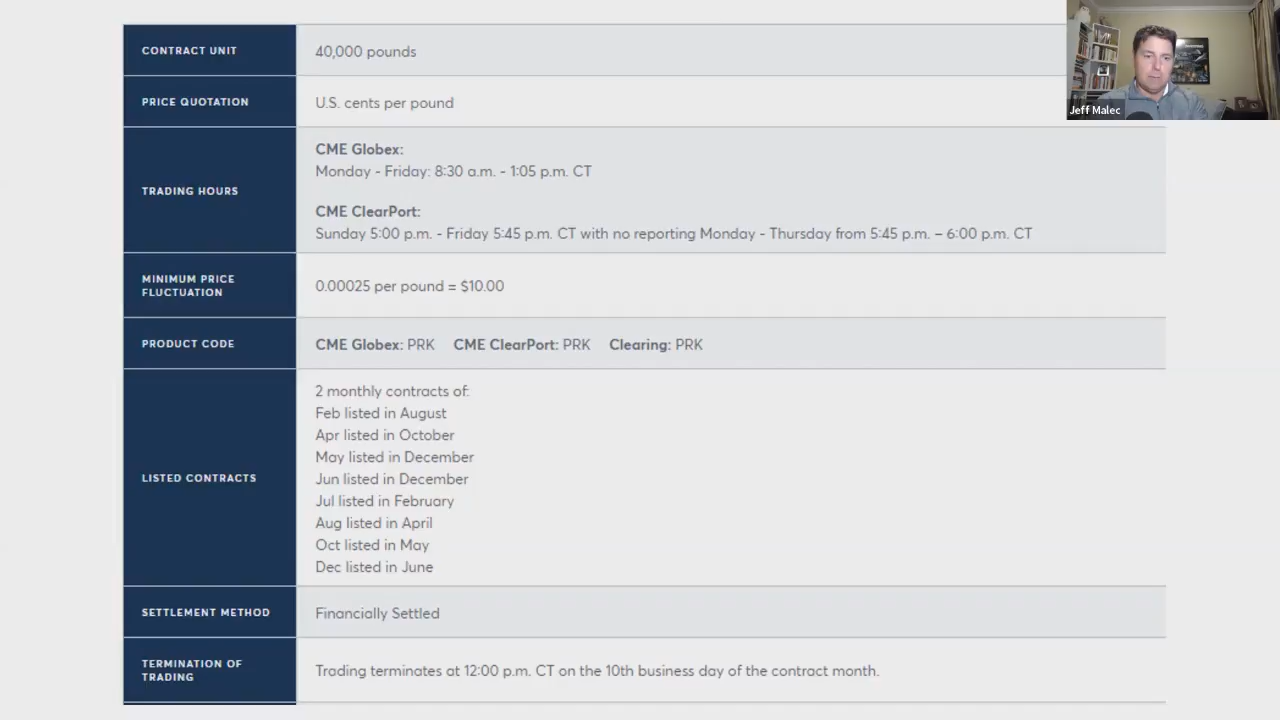 CONTRACT UNIT
40,000 pounds
PRICE QUOTATION
U.S. cents per pound
TRADING HOURS
CME Globex:
Monday - Friday: 8:30 a.m. - 1:05 p.m. CT
CME ClearPort:
Sunday 5:00 p.m. - Friday 5:45 p.m. CT with no reporting Monday - Thursday from 5:45 p.m. – 6:00 p.m. CT
MINIMUM PRICE
FLUCTUATION
0.00025 per pound = $10.00
PRODUCT CODE
CME Globex: PRK CME ClearPort: PRK Clearing: PRK
LISTED CONTRACTS
2 monthly contracts of:
Feb listed in August
Apr listed in October
May listed in December
Jun listed in December
Jul listed in February
Aug listed in April
Oct listed in May
Dec listed in June
SETTLEMENT METHOD
Financially Settled
TERMINATION OF
TRADING
Trading terminates at 12:00 p.m. CT on the 10th business day of the contract month.
Jeff Malec